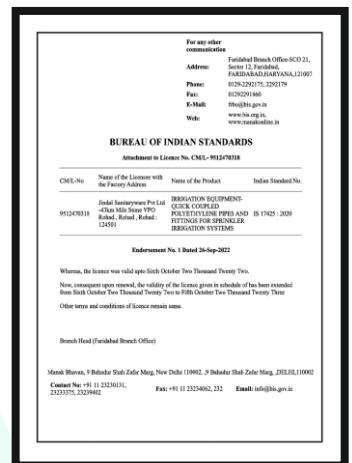 For any other
communication
Address: Faridabad Branch Office-SCO 21,
Sector 12, Faridabad,
FARIDABAD,HARYANA,121007
Phone: 0129-2292175, 2292179
Fax: 01292291860
E-Mail: frbo@bis.gov.in
Web: www.bis.org.in,
www.manakonline.in
BUREAU OF INDIAN STANDARDS
Attachment to Licence No. CM/L- 9512470318
CM/L-No Name of the Licensee with the Factory Address Name of the Product Indian Standard No.
9512470318 Jindal Sanitaryware Pvt Ltd -43km Mile Stone VPO Rohad , Rohad , Rohad : 124501 IRRIGATION EQUIPMENT- QUICK COUPLED POLYETHYLENE PIPES AND FITTINGS FOR SPRINKLER IRRIGATION SYSTEMS IS 17425 : 2020
Endorsement No. 1 Dated 26-Sep-2022
Whereas, the licence was valid upto Sixth October Two Thousand Twenty Two.
Now, consequent upon renewal, the validity of the licence given in schedule of has been extended
from Sixth October Two Thousand Twenty Two to Fifth October Two Thousand Twenty Three
Other terms and conditions of licence remain same.
Branch Head (Faridabad Branch Office)
Manak Bhavan, 9 Bahadur Shah Zafar Marg, New Delhi 110002. ,9 Bahadur Shah Zafar Marg, ,DELHI,110002
Contact No: +91 11 23230131,
23233375, 23239402 Fax: +91 11 23234062, 232 Email: info@bis.gov.in